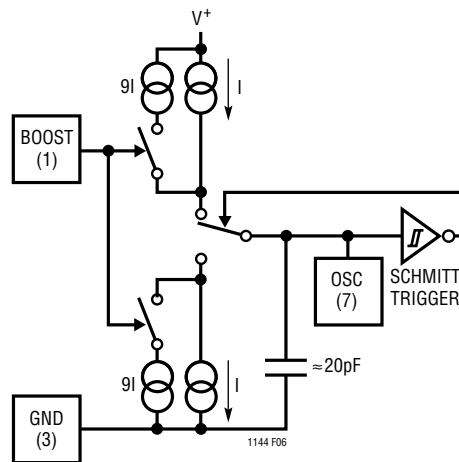 V+
9I
I
BOOST
(1)
OSC
(7)
SCHMITT
TRIGGER
≈20pF
9I
I
GND
(3)
1144 F06